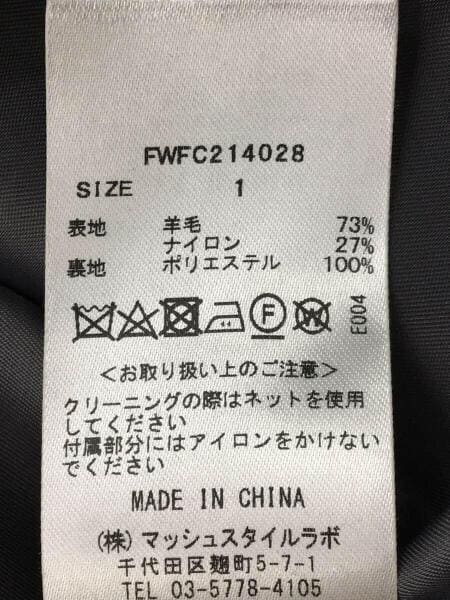 FWFC214028
SIZE 1
表地 羊毛 73%
ナイロン 27%
裏地 ポリエステル 100%
F W E004
<お取り扱い上のご注意>
クリーニングの際はネットを使用
してください
付属部分にはアイロンをかけない
でください
MADE IN CHINA
(株) マッシュスタイルラボ
千代田区麹町5-7-1
TEL 03-5778-4105